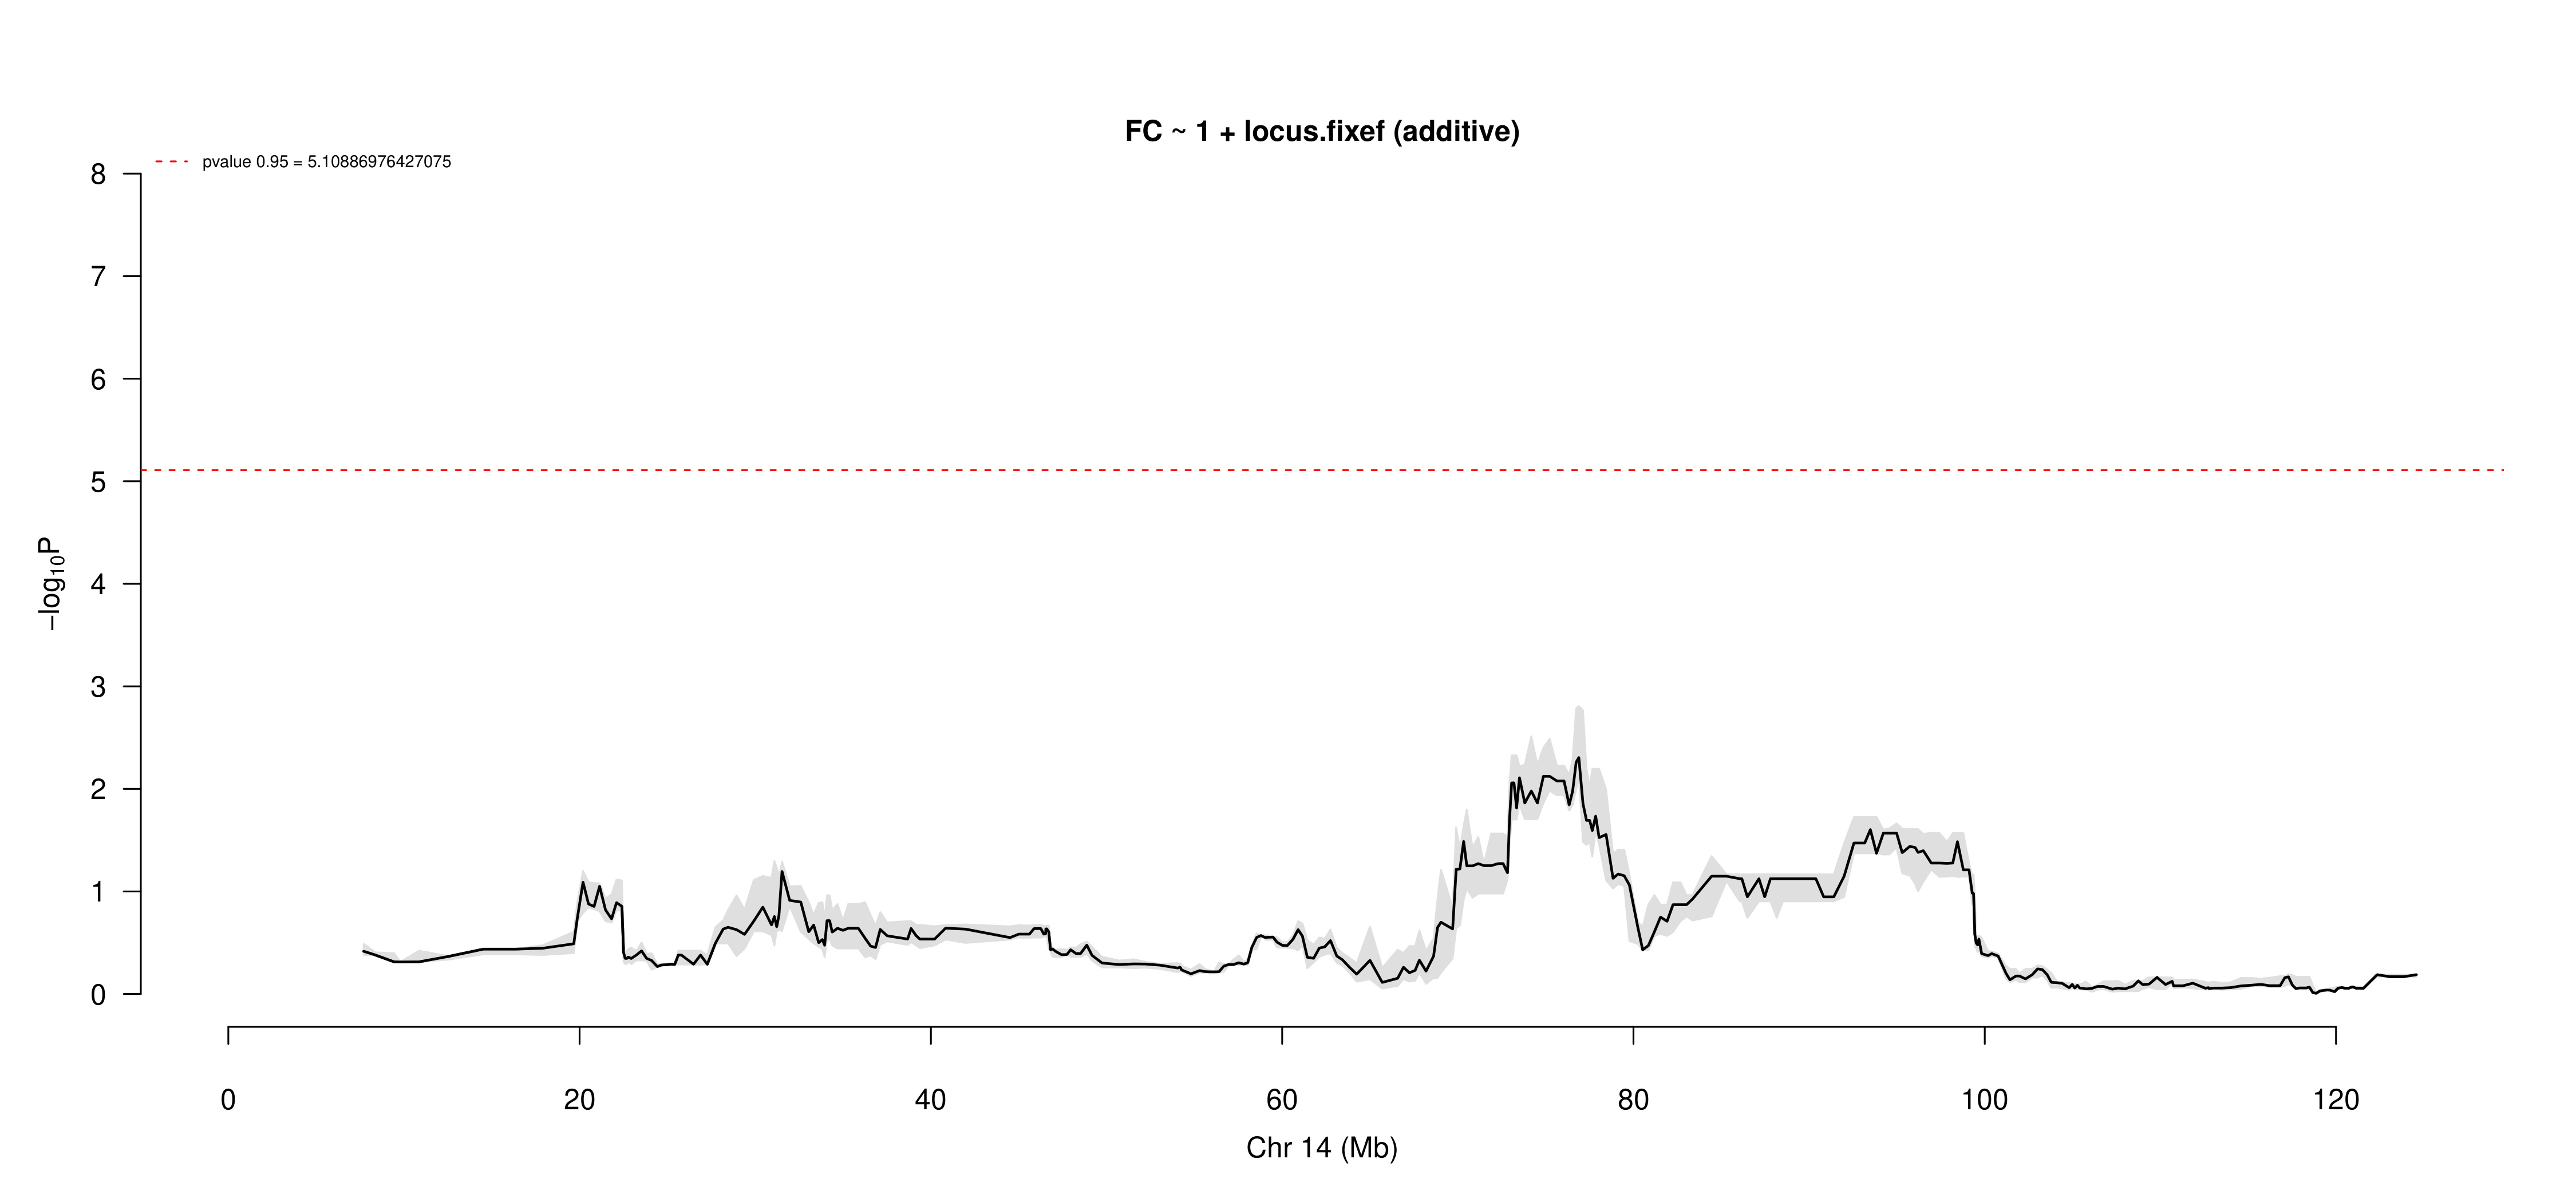 FC ~ 1 + locus.fixef (additive)
pvalue 0.95 = 5.10886976427075
8
7
6
5
4
3
2
1
0
−log10P
0 20 40 60 80 100 120
Chr 14 (Mb)